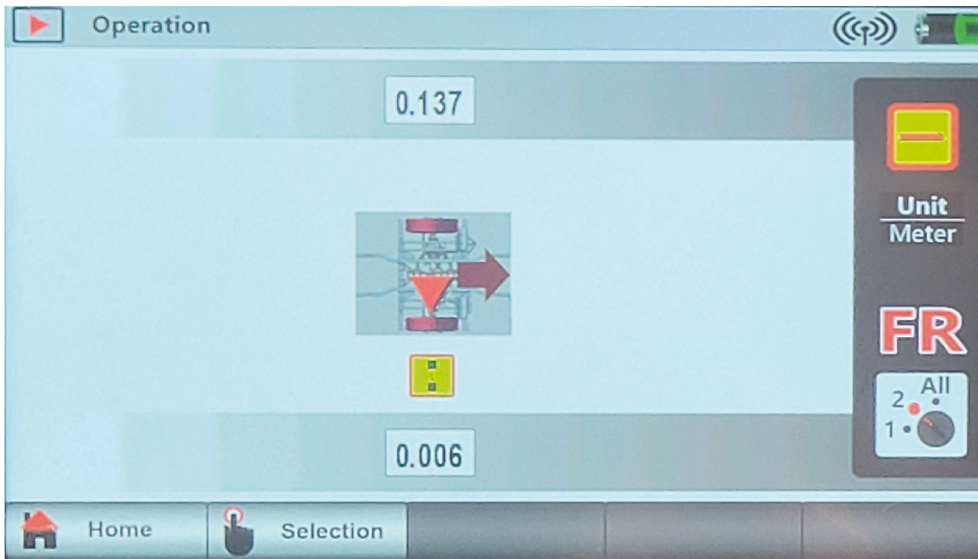 Operation
0.137
Unit
Meter
FR
All
2
1
0.006
Home
Selection